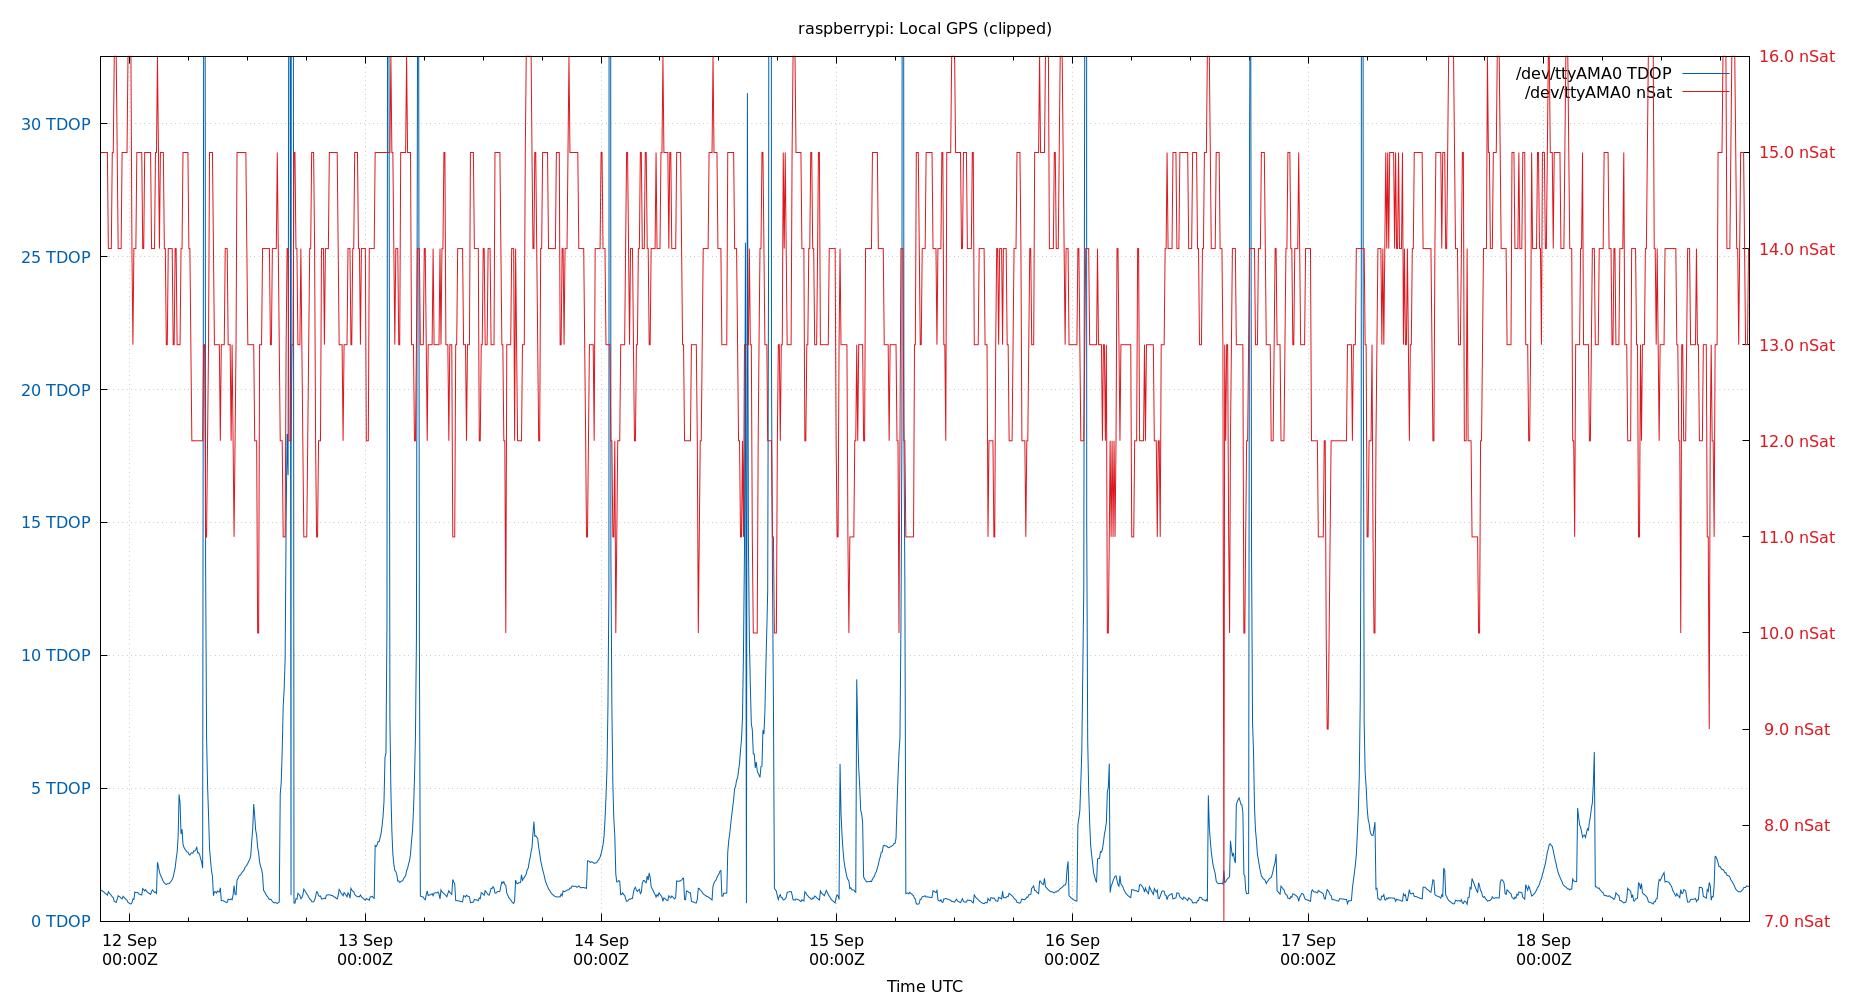 raspberrypi: Local GPS (clipped)
/dev/ttyAMA0 TDOP
/dev/ttyAMA0 nSat
30 TDOP
25 TDOP
20 TDOP
15 TDOP
10 TDOP
5 TDOP
0 TDOP
16.0 nSat
15.0 nSat
14.0 nSat
13.0 nSat
12.0 nSat
11.0 nSat
10.0 nSat
9.0 nSat
8.0 nSat
7.0 nSat
12 Sep 13 Sep 14 Sep 15 Sep 16 Sep 17 Sep 18 Sep
00:00Z 00:00Z 00:00Z 00:00Z 00:00Z 00:00Z 00:00Z
Time UTC